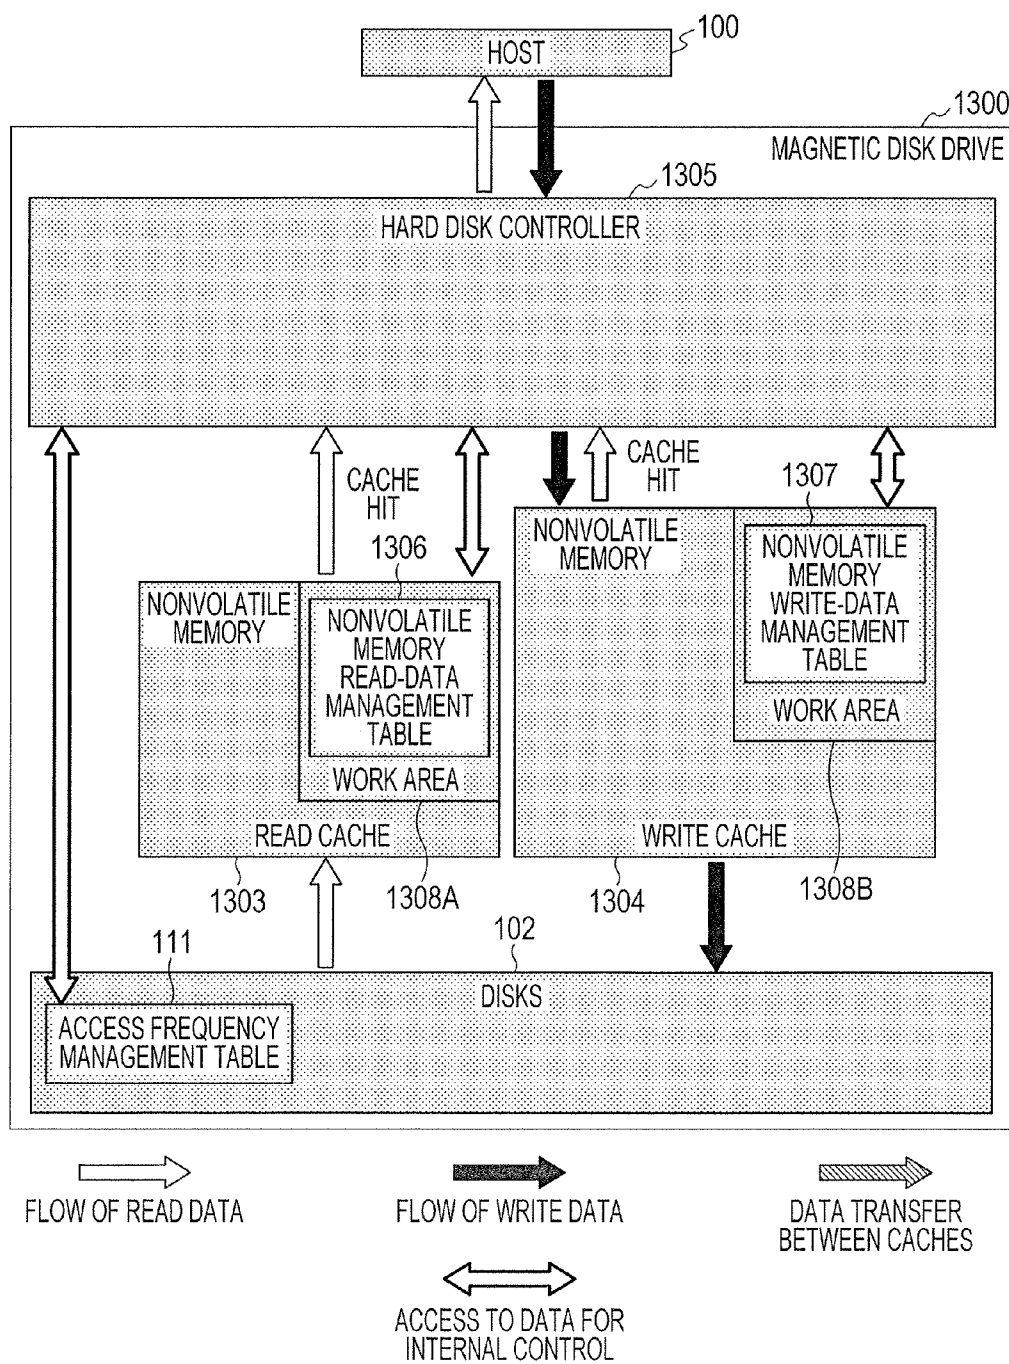 100
HOST
1300
MAGNETIC DISK DRIVE
1305
HARD DISK CONTROLLER
CACHE
HIT
CACHE
HIT
1306
1307
NONVOLATILE
MEMORY
NONVOLATILE
MEMORY
READ-DATA
MANAGEMENT
TABLE
WORK AREA
READ CACHE
NONVOLATILE
MEMORY
NONVOLATILE
MEMORY
WRITE-DATA
MANAGEMENT
TABLE
WORK AREA
WRITE CACHE
1303
1308A
1304
1308B
111
102
DISKS
ACCESS FREQUENCY
MANAGEMENT TABLE
FLOW OF READ DATA
FLOW OF WRITE DATA
DATA TRANSFER
BETWEEN CACHES
ACCESS TO DATA FOR
INTERNAL CONTROL